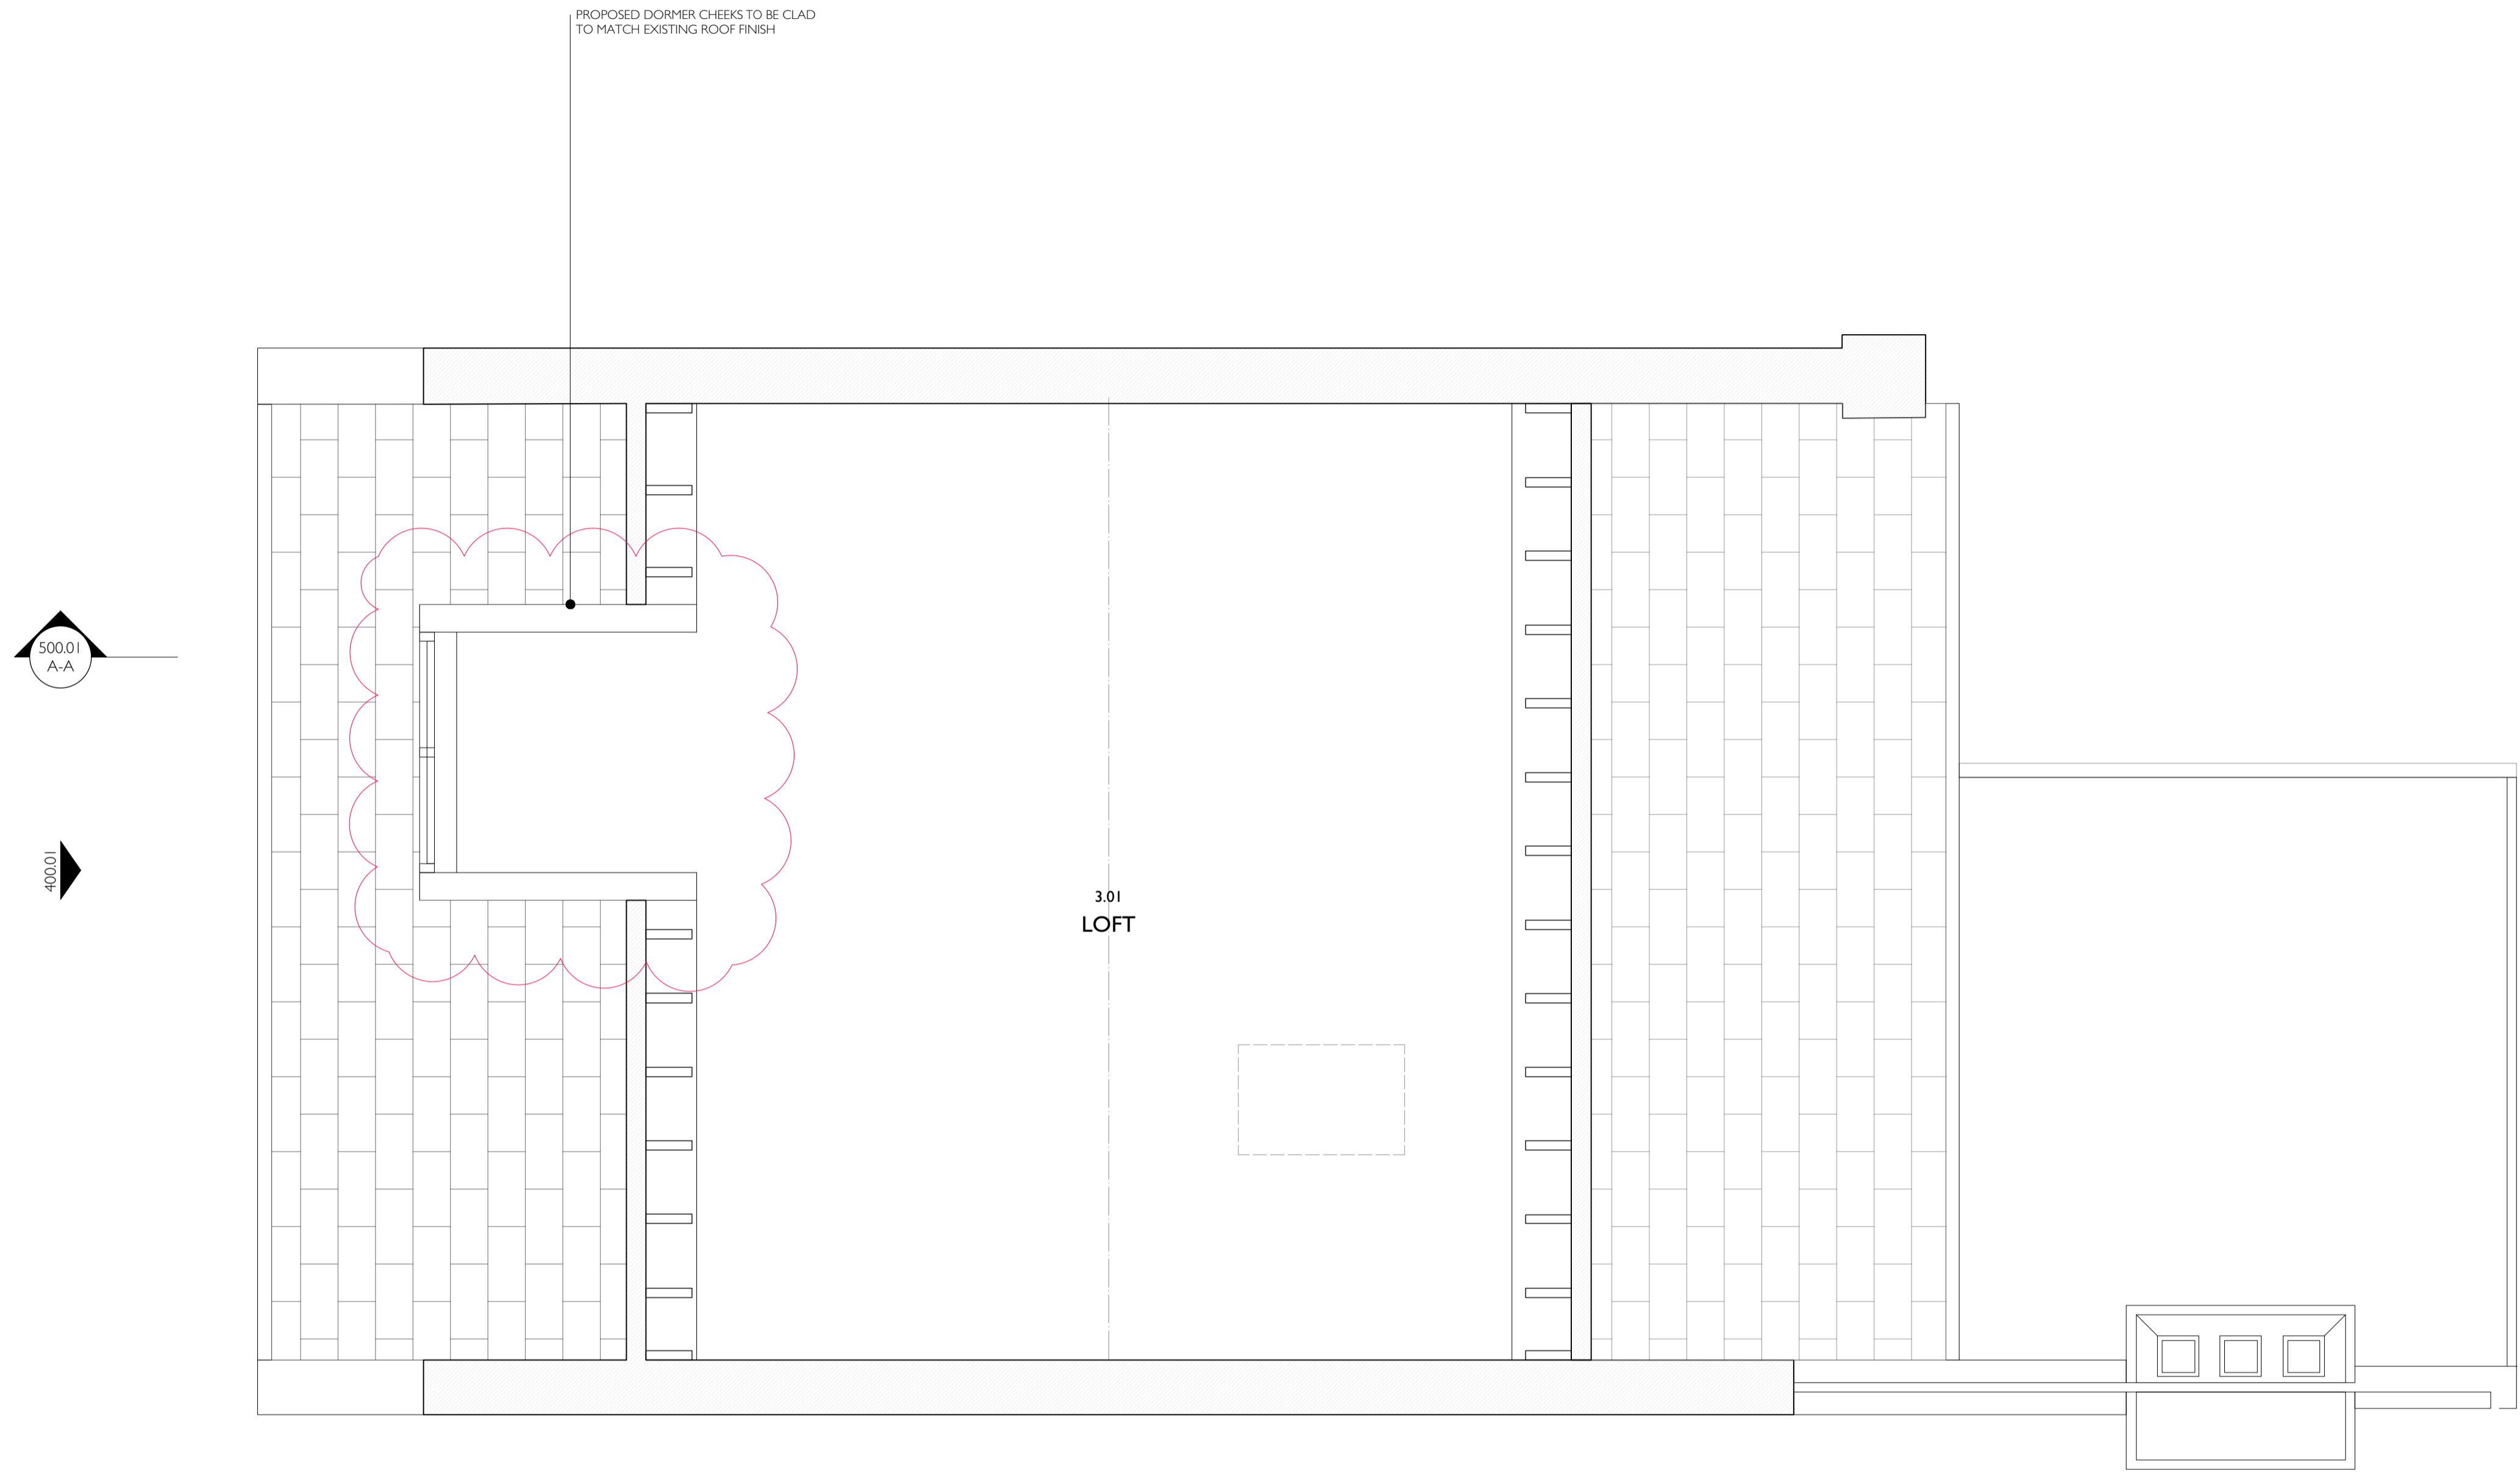 PROPOSED DORMER CHEEKS TO BE CLAD
TO MATCH EXISTING ROOF FINISH
500.01
A-A
400.01
3.01
LOFT